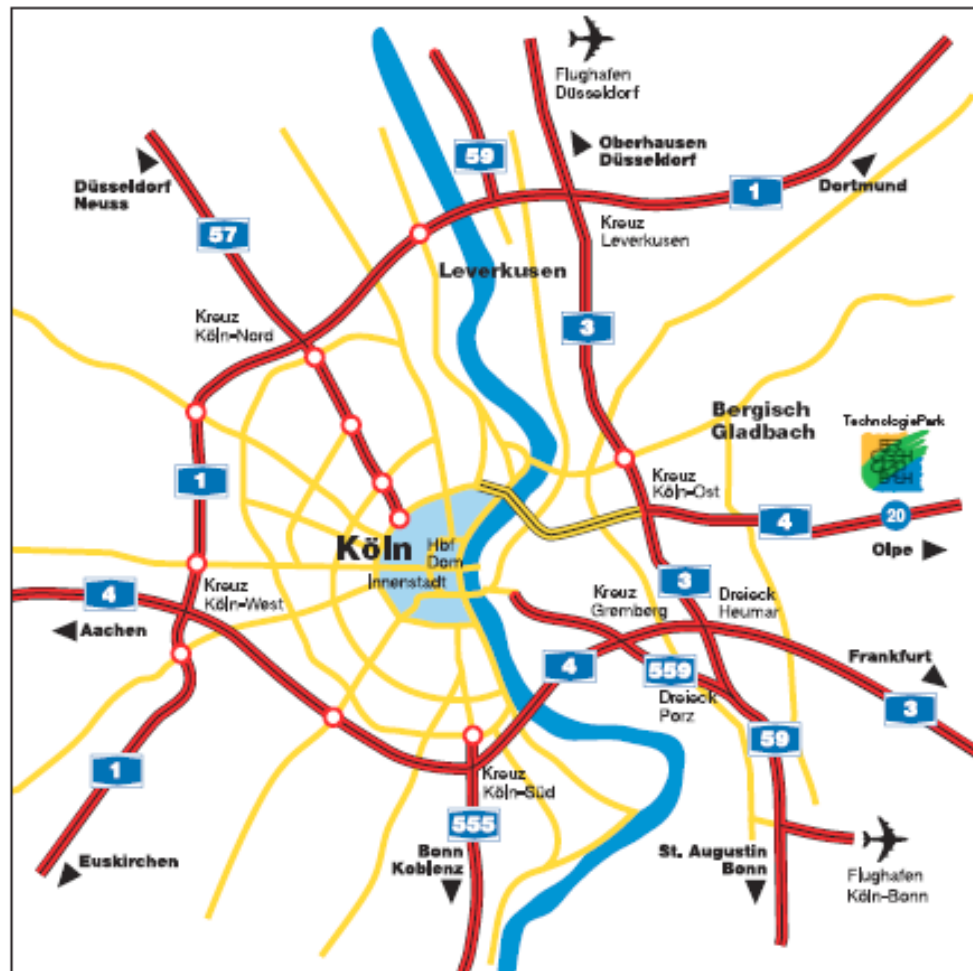 Flughafen
Düsseldorf
59
Oberhausen
Düsseldorf
1
Dortmund
Düsseldorf
Neuss
57
Kreuz
Leverkusen
Leverkusen
Kreuz
Köln-Nord
3
Bergisch
Gladbach
TechnologiePark
1
Kreuz
Köln-Ost
4
20
Olpe
Köln
Hbf
Dom
Innenstadt
4
Kreuz
Köln-West
Aachen
3
Kreuz
Gremberg
Dreieck
Heumar
4
559
Frankfurt
Dreieck
Porz
3
59
1
Kreuz
Köln-Süd
555
Euskirchen
Bonn
Koblenz
St. Augustin
Bonn
Flughafen
Köln-Bonn